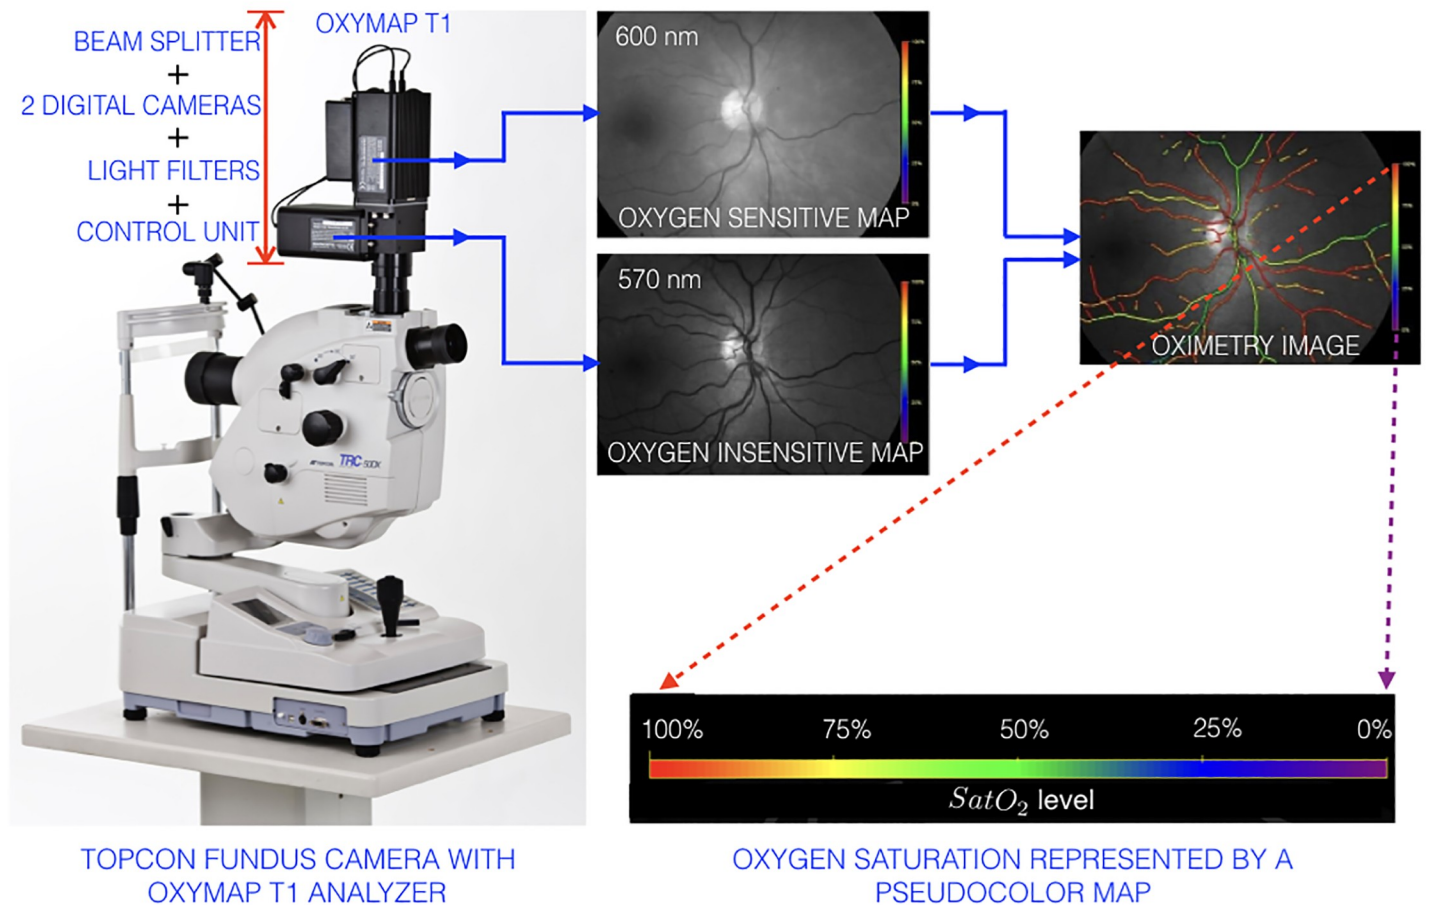 OXYMAP T1
BEAM SPLITTER
+
2 DIGITAL CAMERAS
+
LIGHT FILTERS
+
CONTROL UNIT
TRC-50DX
600 nm
OXYGEN SENSITIVE MAP
570 nm
OXYGEN INSENSITIVE MAP
OXIMETRY IMAGE
100% 75% 50% 25% 0%
SatO2 level
TOPCON FUNDUS CAMERA WITH
OXYMAP T1 ANALYZER
OXYGEN SATURATION REPRESENTED BY A
PSEUDOCOLOR MAP